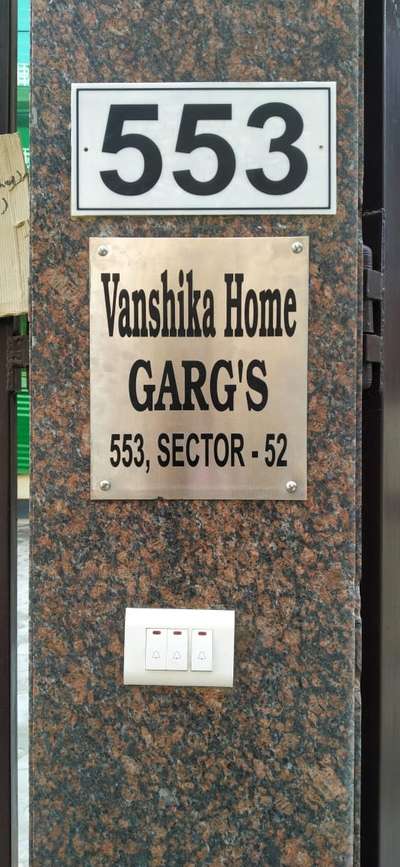 553
Vanshika Home
GARG'S
553, SECTOR - 52